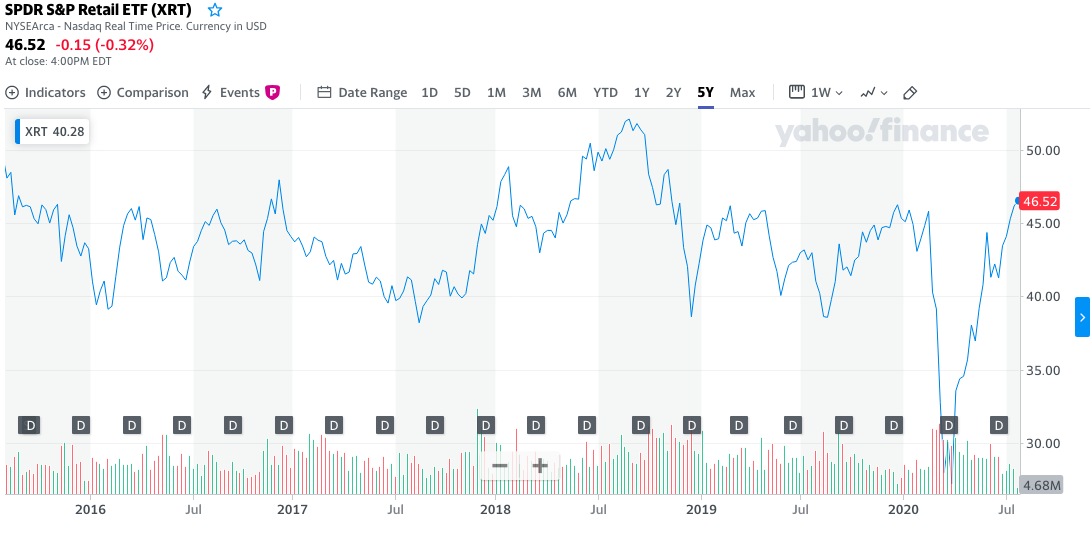 SPDR S&P Retail ETF (XRT)
NYSEArca - Nasdaq Real Time Price. Currency in USD
46.52 -0.15 (-0.32%)
At close: 4:00PM EDT
Indicators Comparison Events P Date Range 1D 5D 1M 3M 6M YTD 1Y 2Y 5Y Max 1W
XRT 40.28
yahoo!finance
50.00
46.52
45.00
40.00
35.00
D D D D D D D D D D D D D D D D D D D D
30.00
4.68M
2016 Jul 2017 Jul 2018 Jul 2019 Jul 2020 Jul